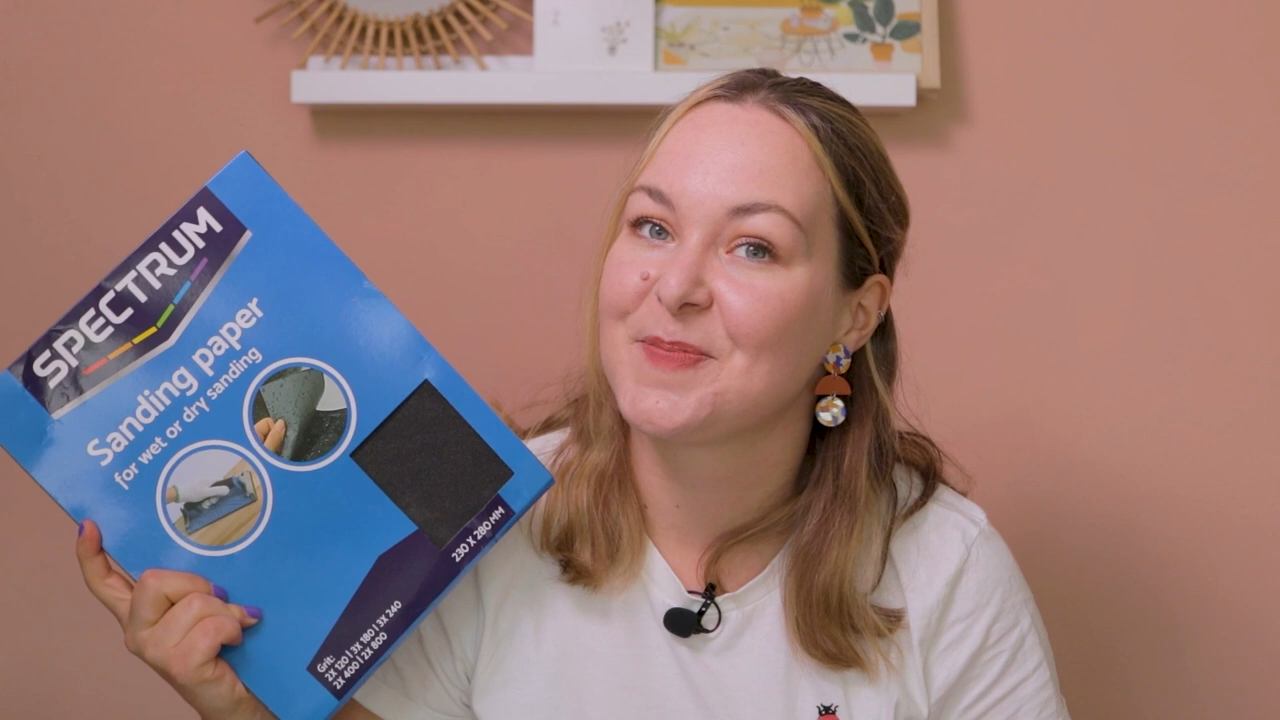 SPECTRUM
Sanding paper
for wet or dry sanding
230 X 280 MM
Grit:
2X 120 | 3X 180 | 3X 240
2X 400 | 2X 800